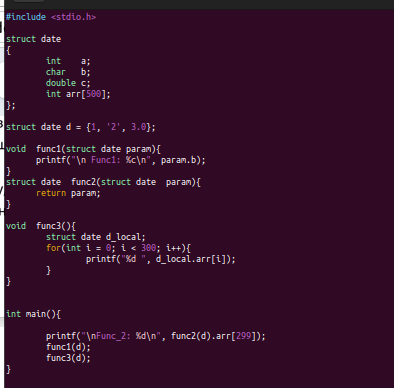 #include <stdio.h>
struct date
{
int a;
char b;
double c;
int arr[500];
};
struct date d = {1, '2', 3.0};
void func1(struct date param){
printf("\n Func1: %c\n", param.b);
}
struct date func2(struct date param){
return param;
}
void func3(){
struct date d_local;
for(int i = 0; i < 300; i++){
printf("%d ", d_local.arr[i]);
}
}
int main(){
printf("\nFunc_2: %d\n", func2(d).arr[299]);
func1(d);
func3(d);
}